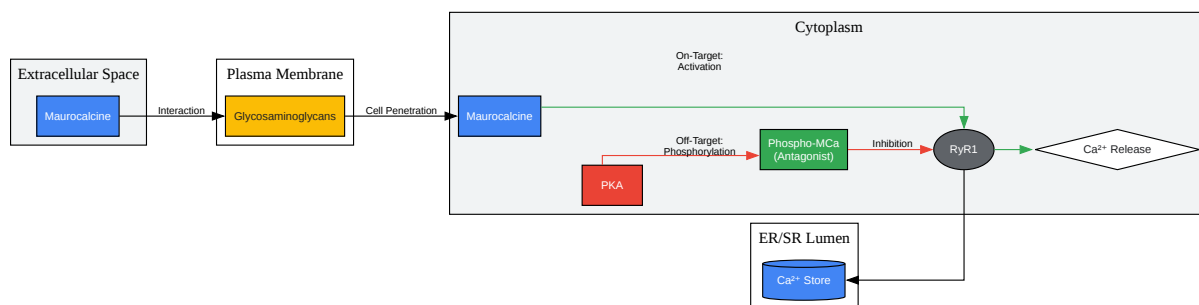 Cytoplasm
On-Target:
Activation
Extracellular Space
Plasma Membrane
Maurocalcine
Interaction
Glycosaminoglycans
Cell Penetration
Maurocalcine
Off-Target:
Phosphorylation
Phospho-MCa
(Antagonist)
Inhibition
RyR1
Ca²⁺ Release
PKA
ER/SR Lumen
Ca²⁺ Store